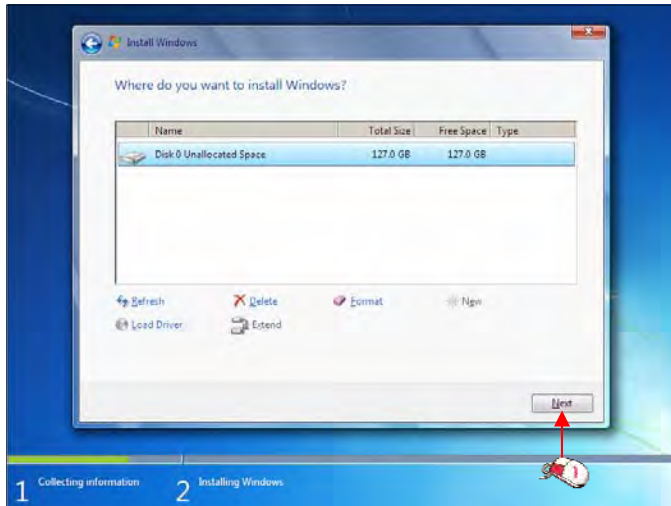 Install Windows
Where do you want to install Windows?
Name Total Size Free Space Type
Disk 0 Unallocated Space 127.0 GB 127.0 GB
Refresh Delete Format New
Load Driver Extend
Next
1
1 Collecting information 2 Installing Windows